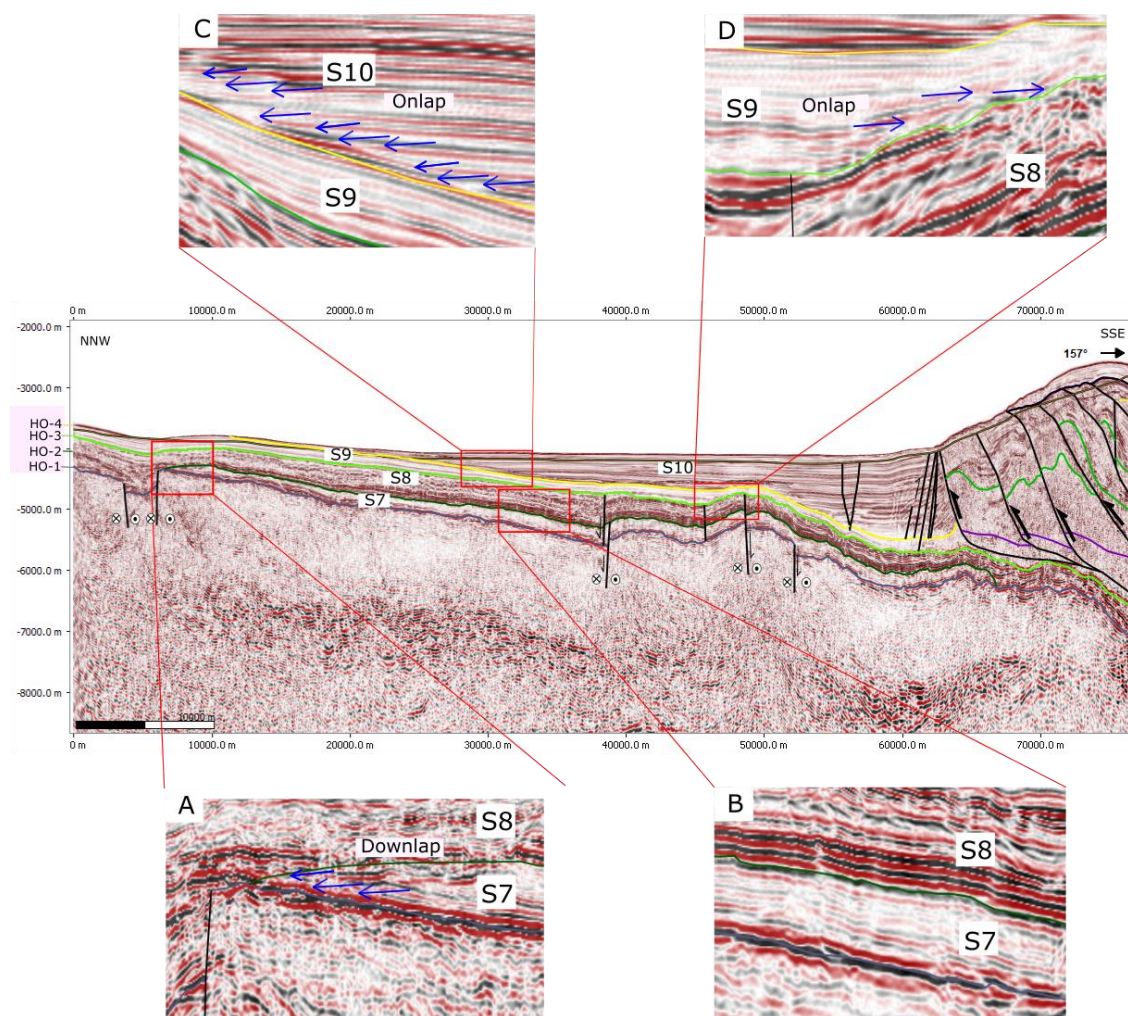 C
S10
Onlap
S9
D
S9
Onlap
S8
0 m
10000.0 m
20000.0 m
30000.0 m
40000.0 m
50000.0 m
60000.0 m
70000.0 m
-2000.0 m
NNW
SSE
157°
-3000.0 m
HO-4
HO-3
-4000.0 m
HO-2
HO-1
S9
S10
S8
S7
-5000.0 m
-6000.0 m
-7000.0 m
-8000.0 m
10000 m
0 m
10000.0 m
20000.0 m
30000.0 m
40000.0 m
50000.0 m
60000.0 m
70000.0 m
A
S8
Downlap
S7
B
S8
S7